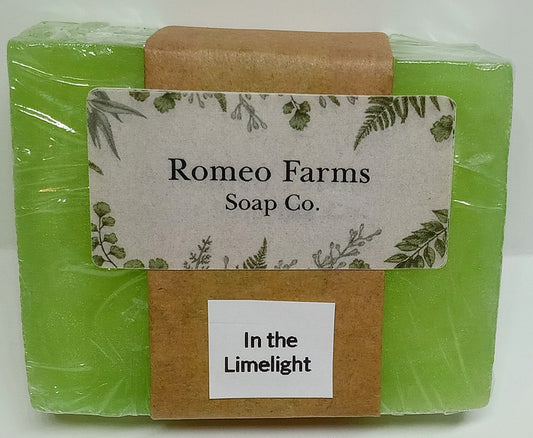 Romeo Farms
Soap Co.
In the
Limelight